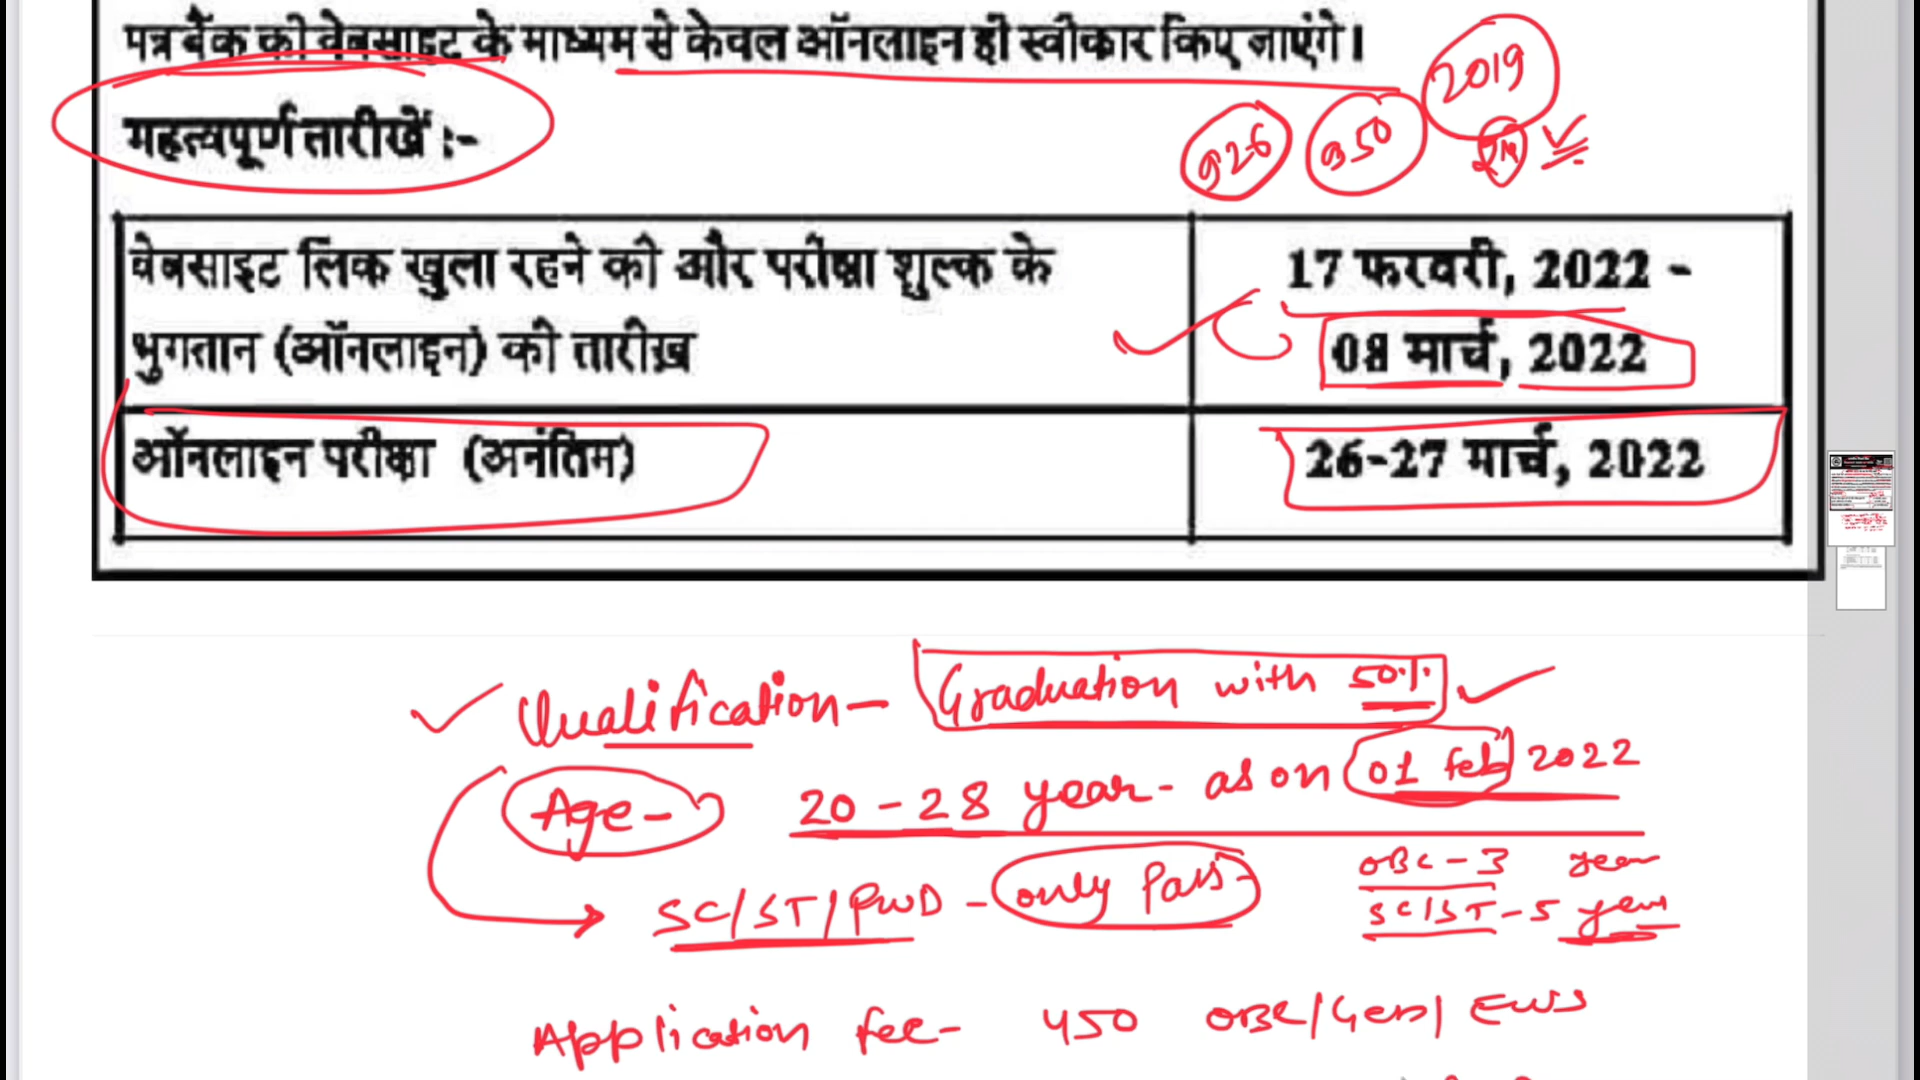 पत्र बैंक की वेबसाइट के माध्यम से केवल ऑनलाइन ही स्वीकार किए जाएंगे।
2019
926 950
महत्वपूर्ण तारीखें :-
वेबसाइट लिंक खुला रहने की और परीक्षा शुल्क के 17 फरवरी, 2022 -
भुगतान (ऑनलाइन) की तारीख 08 मार्च, 2022
ऑनलाइन परीक्षा (अनंतिम) 26-27 मार्च, 2022
Qualification - Graduation with 50%
Age - 20 - 28 year - as on 01 feb 2022
SC/ST/PWD - only Pass OBC - 3 year
SC/ST - 5 years
Application fee - 450 OBC/Gen/EWS